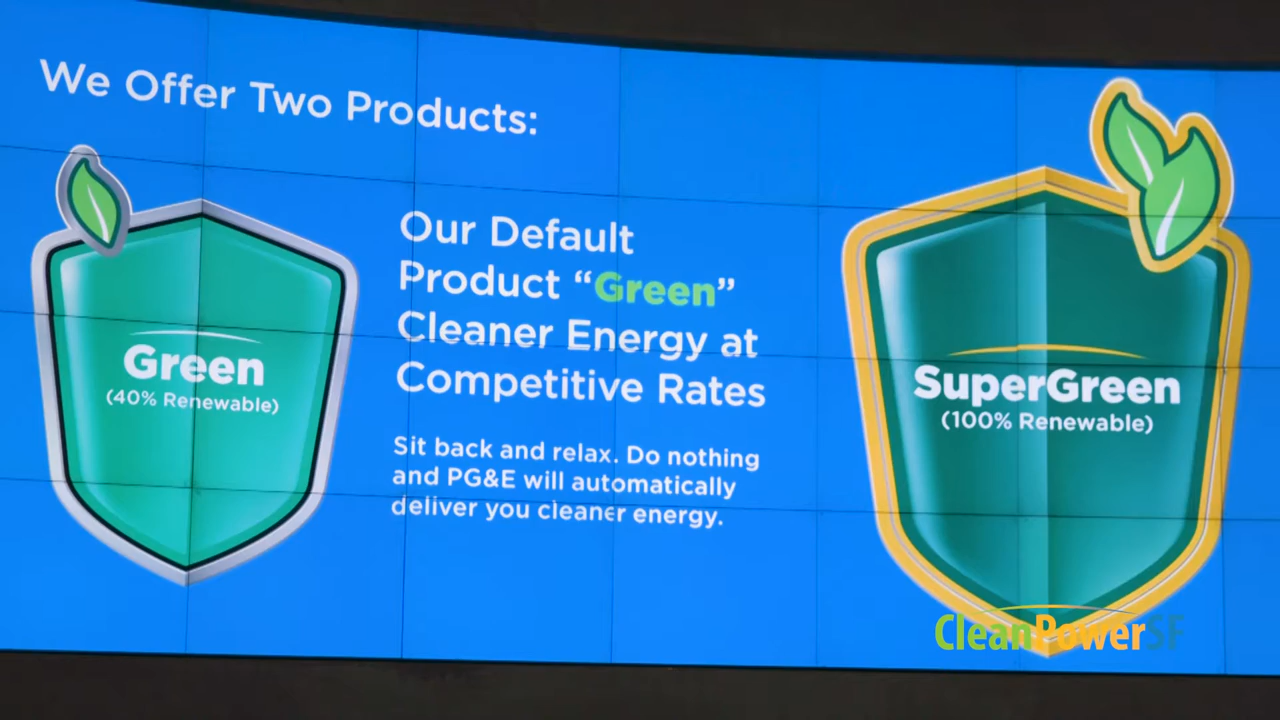 We Offer Two Products:
Green
(40% Renewable)
Our Default
Product “Green”
Cleaner Energy at
Competitive Rates
Sit back and relax. Do nothing
and PG&E will automatically
deliver you cleaner energy.
SuperGreen
(100% Renewable)
CleanPowerSF